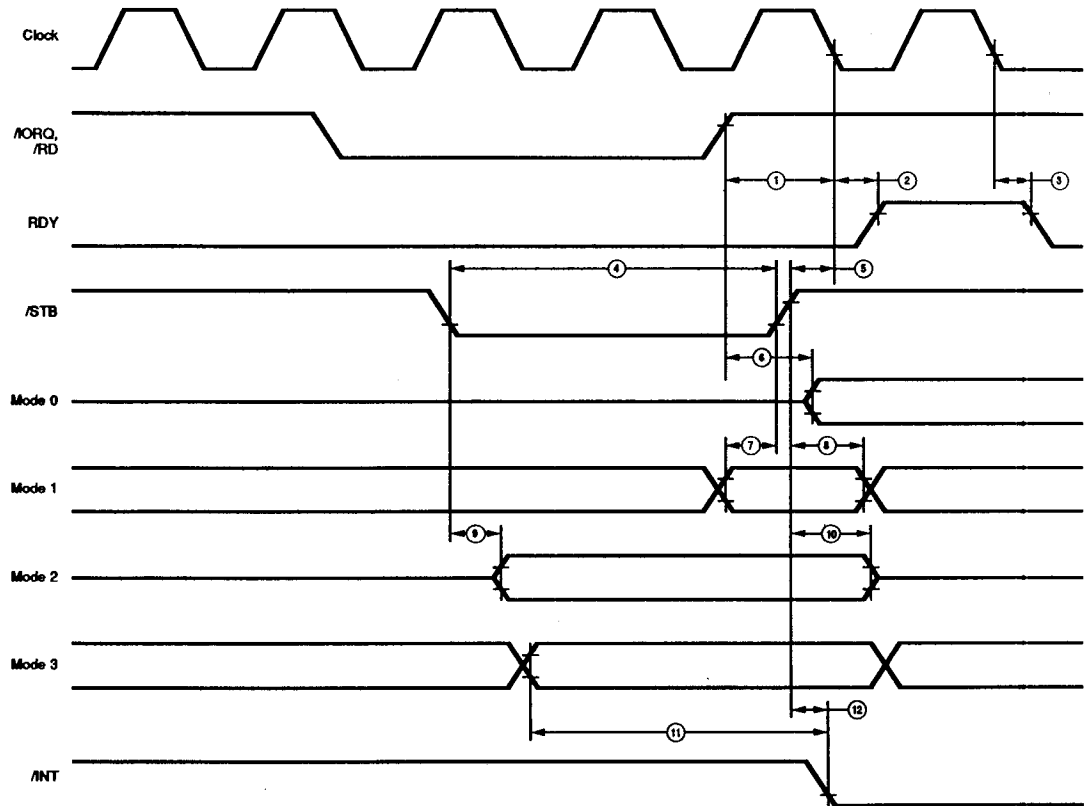 Clock
/IORQ,
/RD
1
2
3
RDY
4
5
/STB
6
Mode 0
7
8
Mode 1
9
10
Mode 2
Mode 3
12
11
/INT